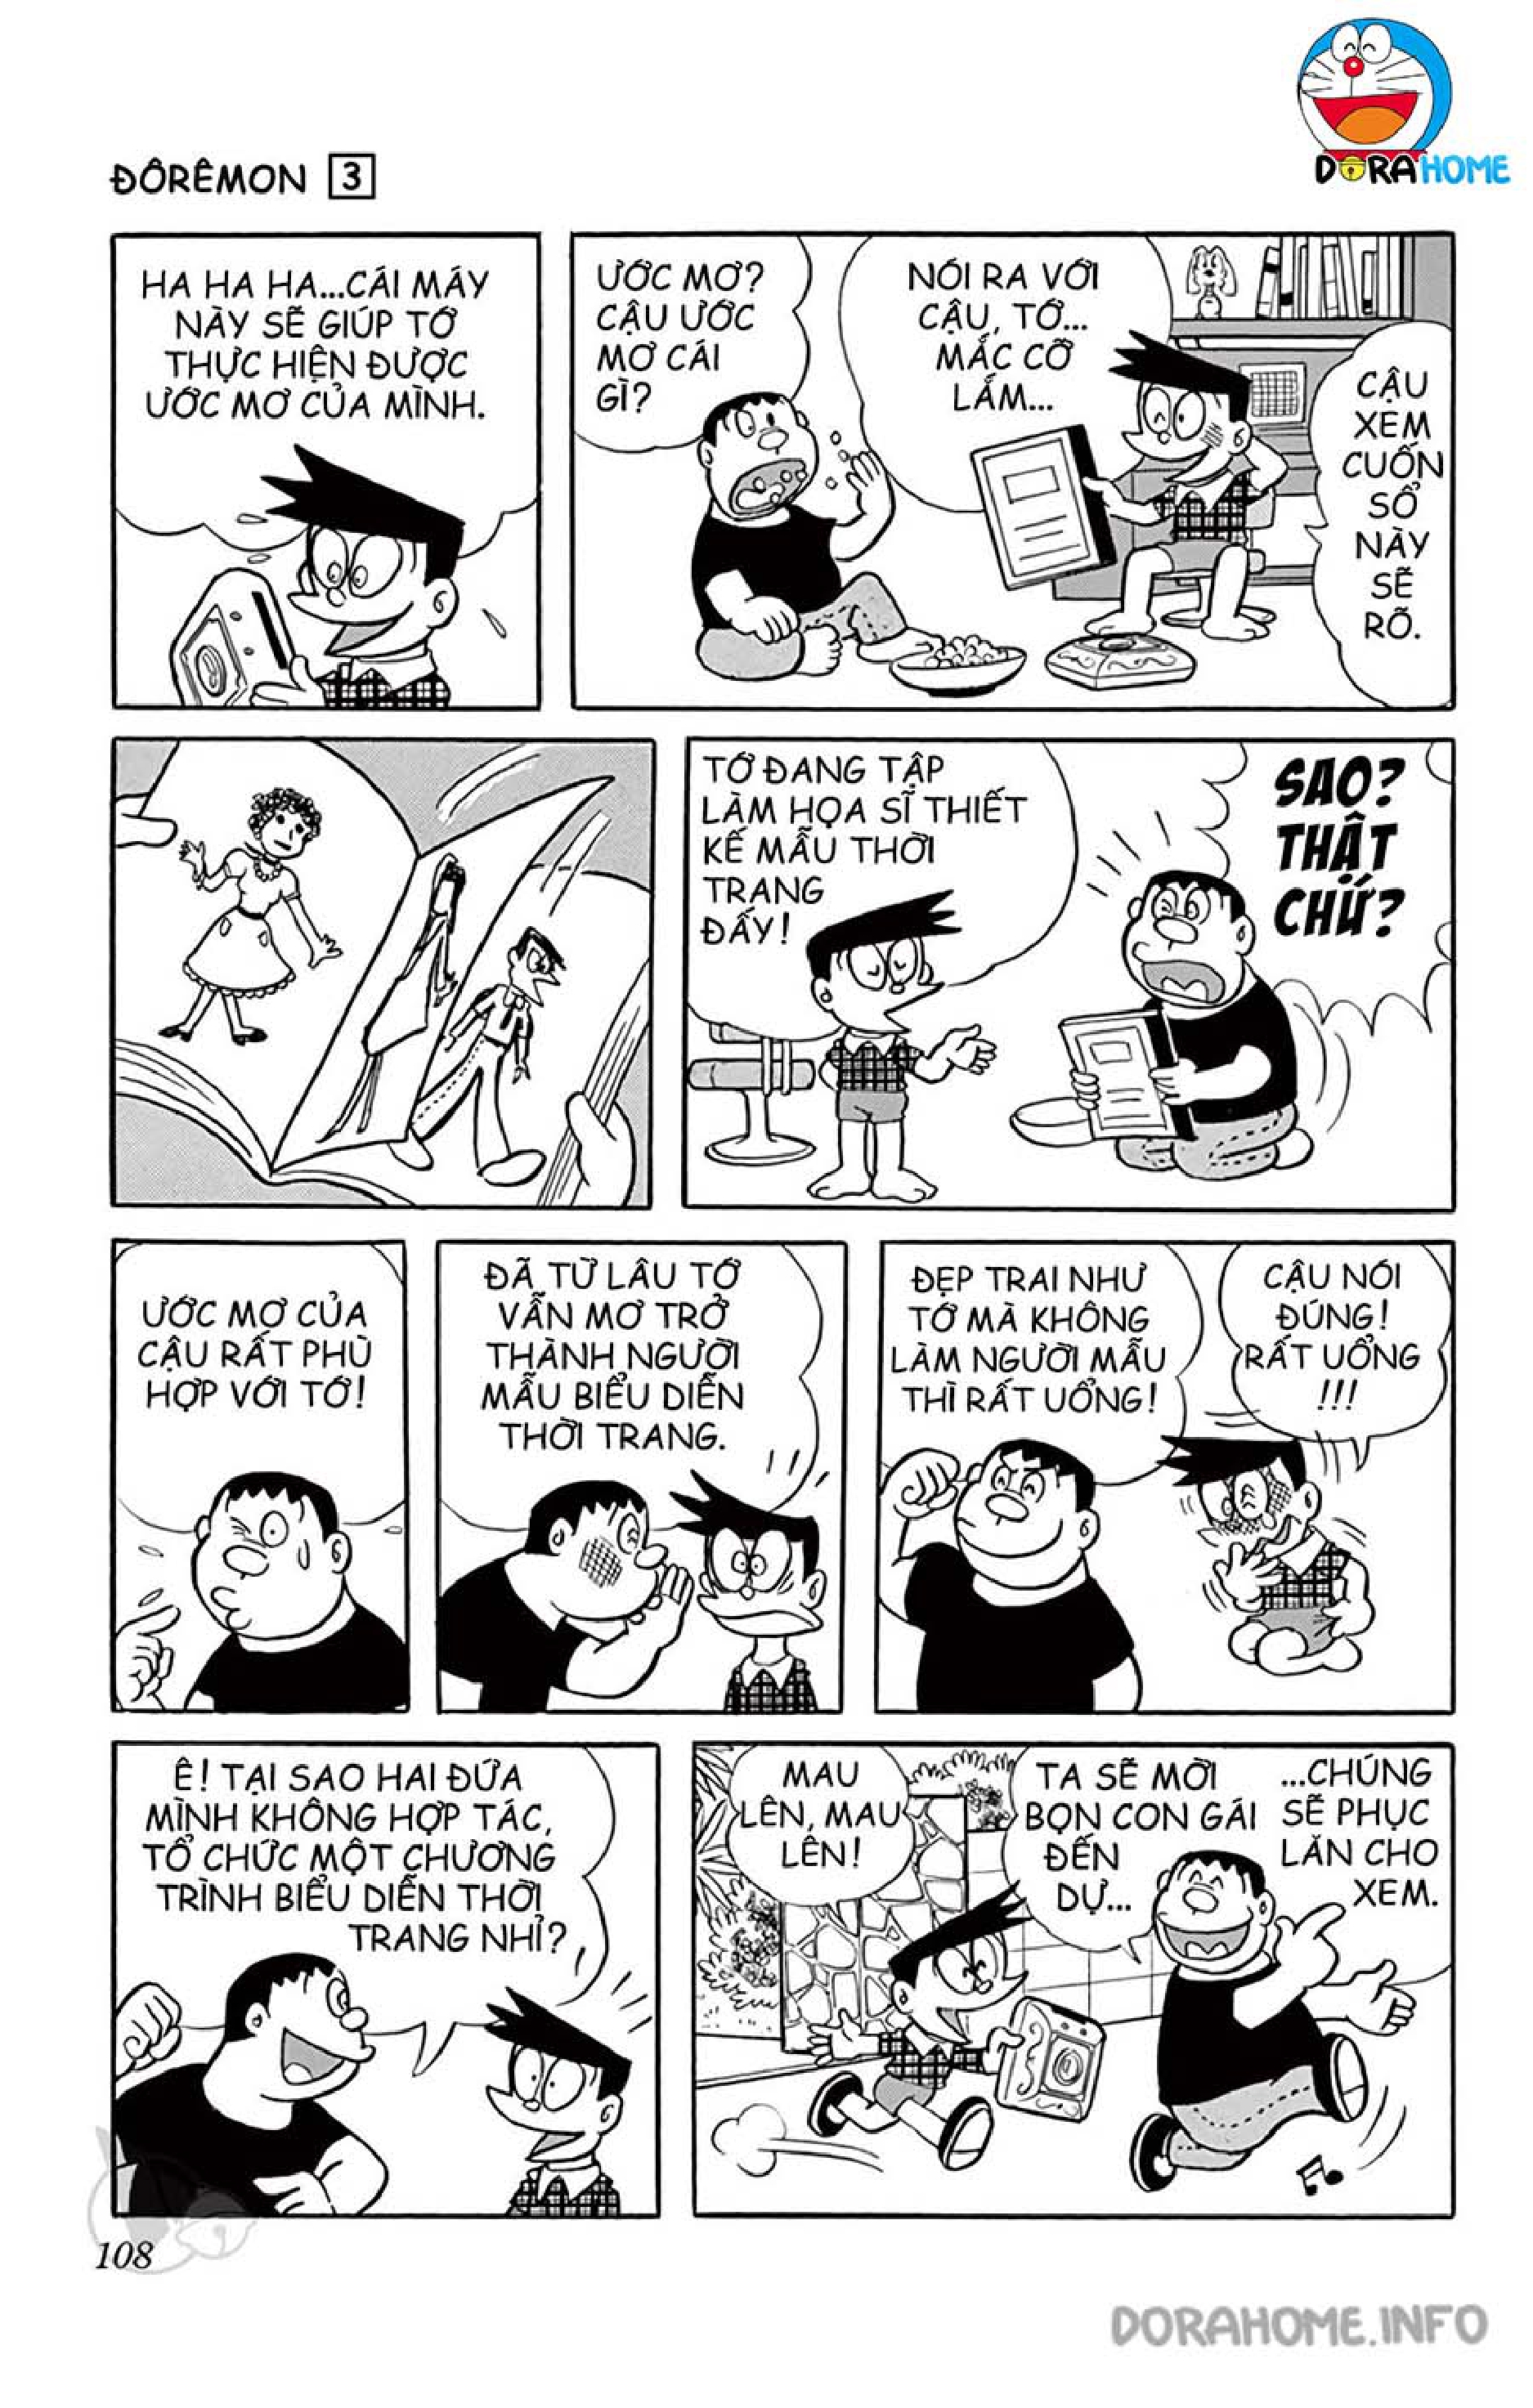 DORAHOME
ĐÔRÊMON 3
HA HA HA...CÁI MÁY
NÀY SẼ GIÚP TỚ
THỰC HIỆN ĐƯỢC
ƯỚC MƠ CỦA MÌNH.
ƯỚC MƠ?
CẬU ƯỚC
MƠ CÁI
GÌ?
NÓI RA VỚI
CẬU, TỚ...
MẮC CỠ
LẮM...
CẬU
XEM
CUỐN
SỔ
NÀY
SẼ
RÕ.
TỚ ĐANG TẬP
LÀM HỌA SĨ THIẾT
KẾ MẪU THỜI
TRANG
ĐẤY!
SAO?
THẬT
CHỨ?
ƯỚC MƠ CỦA
CẬU RẤT PHÙ
HỢP VỚI TỚ!
ĐÃ TỪ LÂU TỚ
VẪN MƠ TRỞ
THÀNH NGƯỜI
MẪU BIỂU DIỄN
THỜI TRANG.
ĐẸP TRAI NHƯ
TỚ MÀ KHÔNG
LÀM NGƯỜI MẪU
THÌ RẤT UỔNG!
CẬU NÓI
ĐÚNG!
RẤT UỔNG
!!!
Ê! TẠI SAO HAI ĐỨA
MÌNH KHÔNG HỢP TÁC,
TỔ CHỨC MỘT CHƯƠNG
TRÌNH BIỂU DIỄN THỜI
TRANG NHỈ?
MAU
LÊN, MAU
LÊN!
TA SẼ MỜI
BỌN CON GÁI
ĐẾN
DỰ...
...CHÚNG
SẼ PHỤC
LĂN CHO
XEM.
108
DORAHOME.INFO